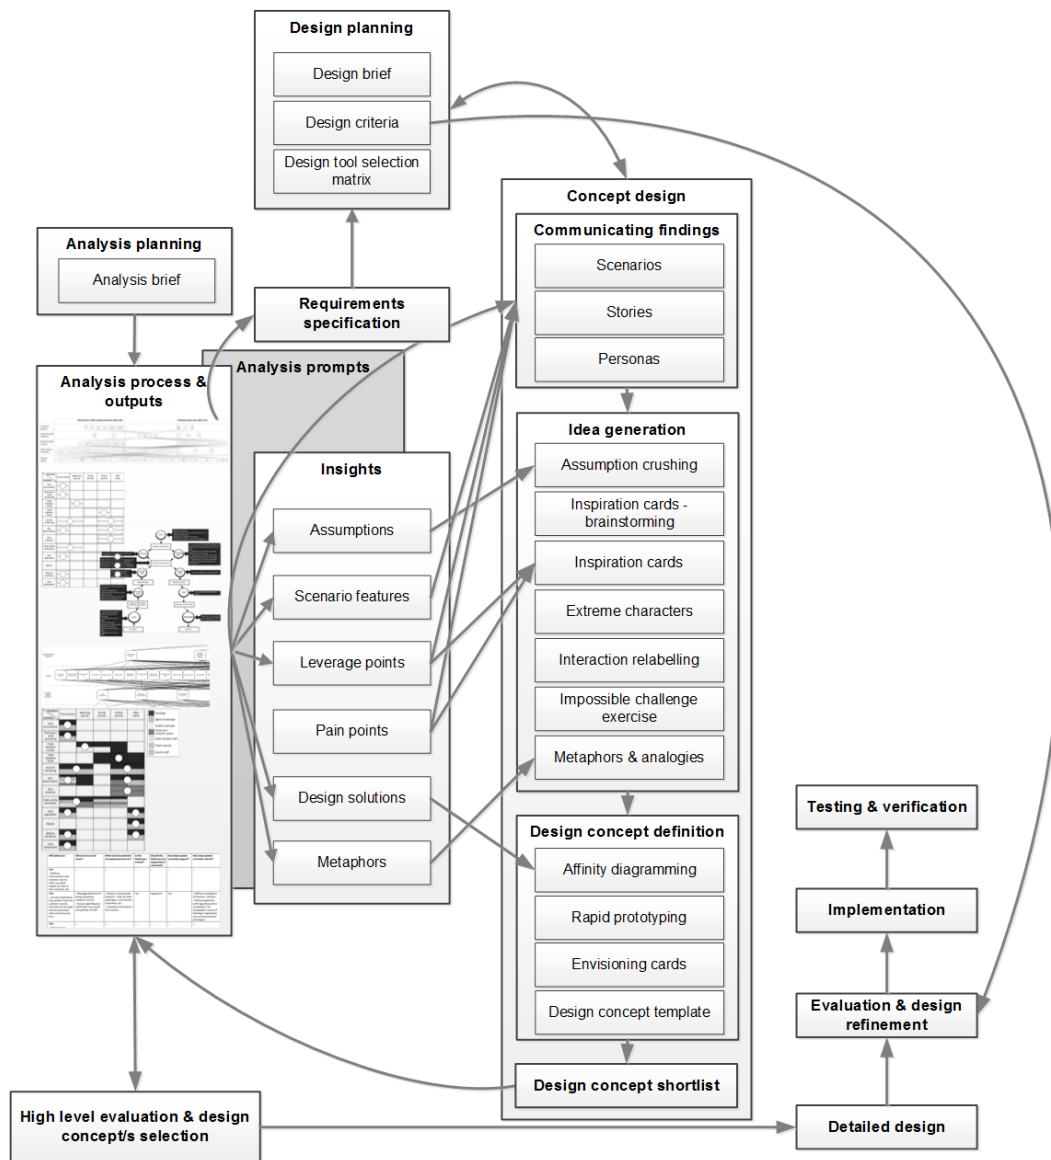 Design planning
Design brief
Design criteria
Design tool selection
matrix
Analysis planning
Analysis brief
Requirements
specification
Analysis process &
outputs
Analysis prompts
Insights
Assumptions
Scenario features
Leverage points
Pain points
Design solutions
Metaphors
Concept design
Communicating findings
Scenarios
Stories
Personas
Idea generation
Assumption crushing
Inspiration cards -
brainstorming
Inspiration cards
Extreme characters
Interaction relabelling
Impossible challenge
exercise
Metaphors & analogies
Design concept definition
Affinity diagramming
Rapid prototyping
Envisioning cards
Design concept template
Design concept shortlist
High level evaluation & design
concept/s selection
Testing & verification
Implementation
Evaluation & design
refinement
Detailed design